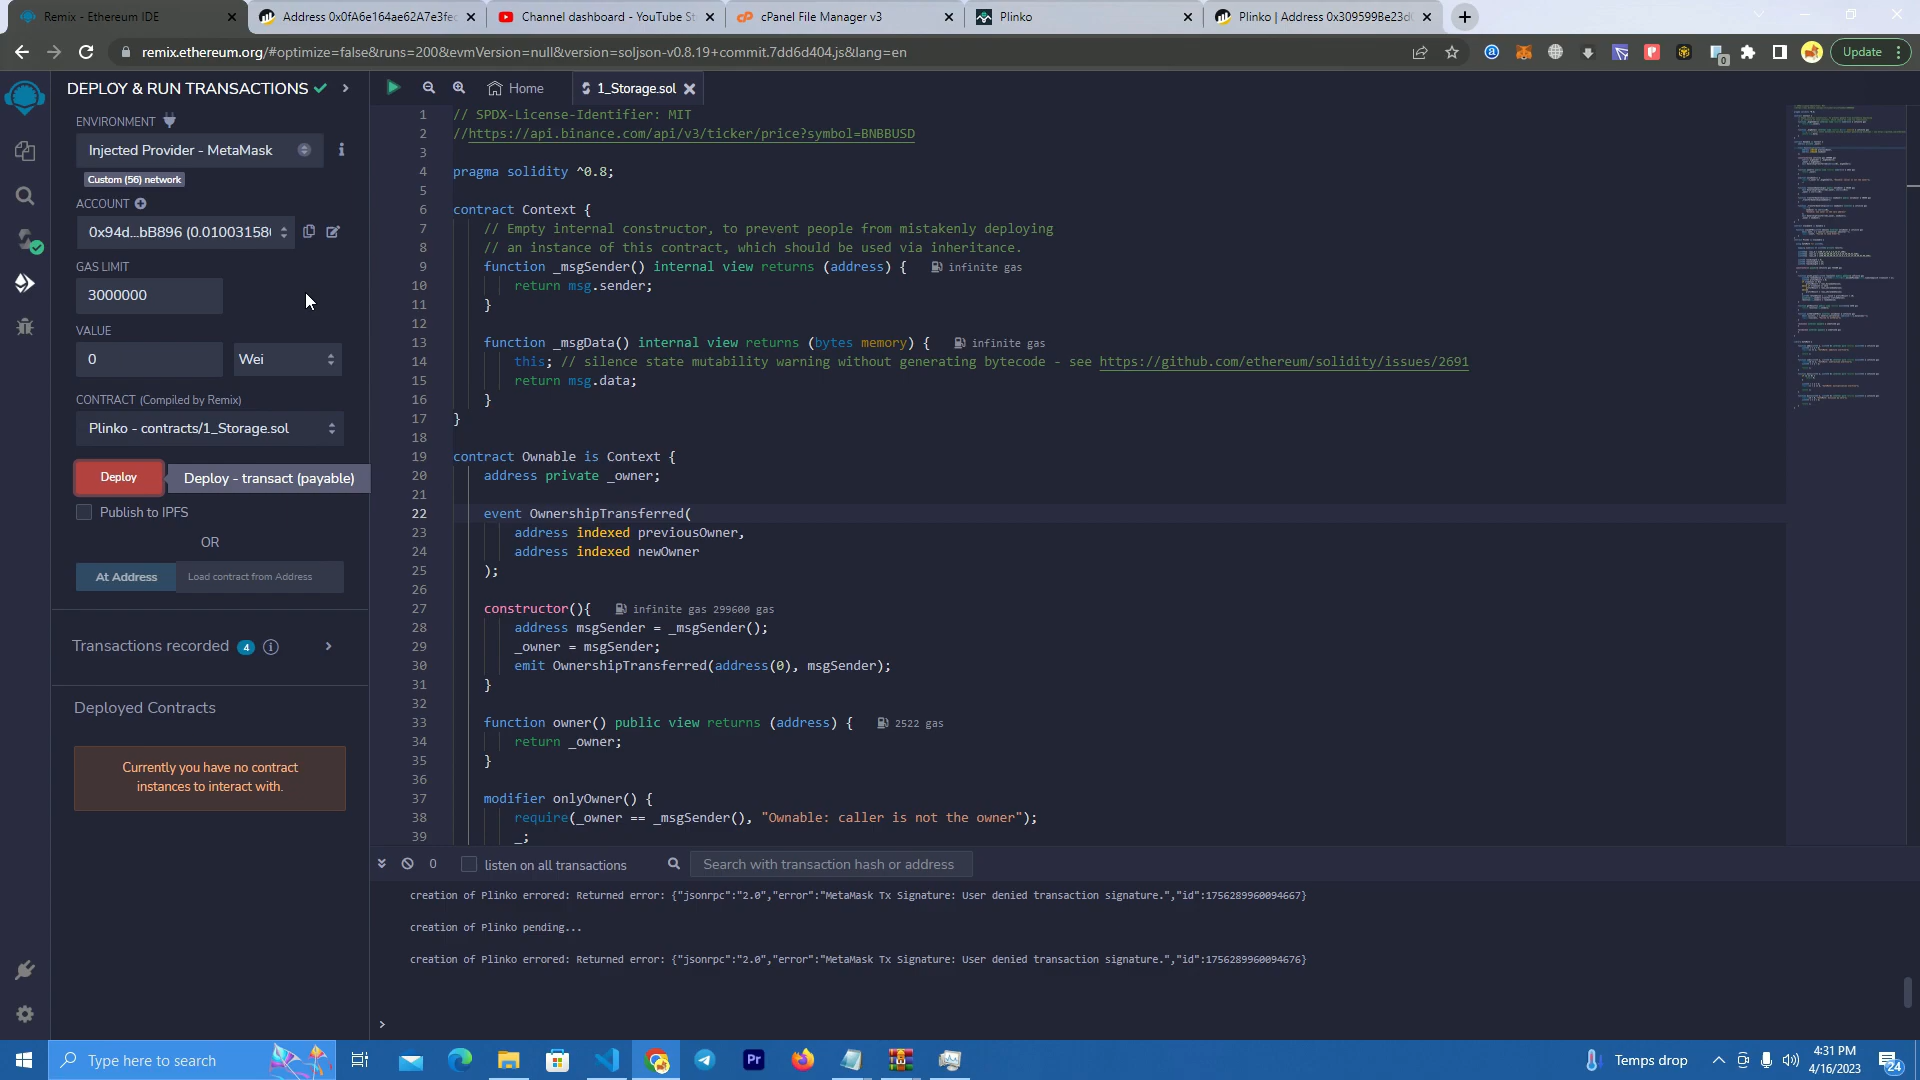 Remix - Ethereum IDE
Address 0x0fA6e164ae62A7e3fec
Channel dashboard - YouTube St
cPanel File Manager v3
Plinko
Plinko | Address 0x309599Be23d
remix.ethereum.org/#optimize=false&runs=200&evmVersion=null&version=soljson-v0.8.19+commit.7dd6d404.js&lang=en
0
Update
DEPLOY & RUN TRANSACTIONS
ENVIRONMENT
Injected Provider - MetaMask
Custom (56) network
ACCOUNT
0x94d...bB896 (0.01003158(
GAS LIMIT
3000000
VALUE
0
Wei
CONTRACT (Compiled by Remix)
Plinko - contracts/1_Storage.sol
Deploy
Deploy - transact (payable)
Publish to IPFS
OR
At Address
Load contract from Address
Transactions recorded 4
Deployed Contracts
Currently you have no contract
instances to interact with.
Home
1_Storage.sol
1 // SPDX-License-Identifier: MIT
2 //https://api.binance.com/api/v3/ticker/price?symbol=BNBBUSD
3
4 pragma solidity ^0.8;
5
6 contract Context {
7 // Empty internal constructor, to prevent people from mistakenly deploying
8 // an instance of this contract, which should be used via inheritance.
9 function _msgSender() internal view returns (address) { infinite gas
10 return msg.sender;
11 }
12
13 function _msgData() internal view returns (bytes memory) { infinite gas
14 this; // silence state mutability warning without generating bytecode - see https://github.com/ethereum/solidity/issues/2691
15 return msg.data;
16 }
17 }
18
19 contract Ownable is Context {
20 address private _owner;
21
22 event OwnershipTransferred(
23 address indexed previousOwner,
24 address indexed newOwner
25 );
26
27 constructor(){ infinite gas 299600 gas
28 address msgSender = _msgSender();
29 _owner = msgSender;
30 emit OwnershipTransferred(address(0), msgSender);
31 }
32
33 function owner() public view returns (address) { 2522 gas
34 return _owner;
35 }
36
37 modifier onlyOwner() {
38 require(_owner == _msgSender(), "Ownable: caller is not the owner");
39 _;
0
listen on all transactions
Search with transaction hash or address
creation of Plinko errored: Returned error: {"jsonrpc":"2.0","error":"MetaMask Tx Signature: User denied transaction signature.","id":1756289960094667}
creation of Plinko pending...
creation of Plinko errored: Returned error: {"jsonrpc":"2.0","error":"MetaMask Tx Signature: User denied transaction signature.","id":1756289960094676}
>
Type here to search
Pr
Temps drop
4:31 PM
4/16/2023
24